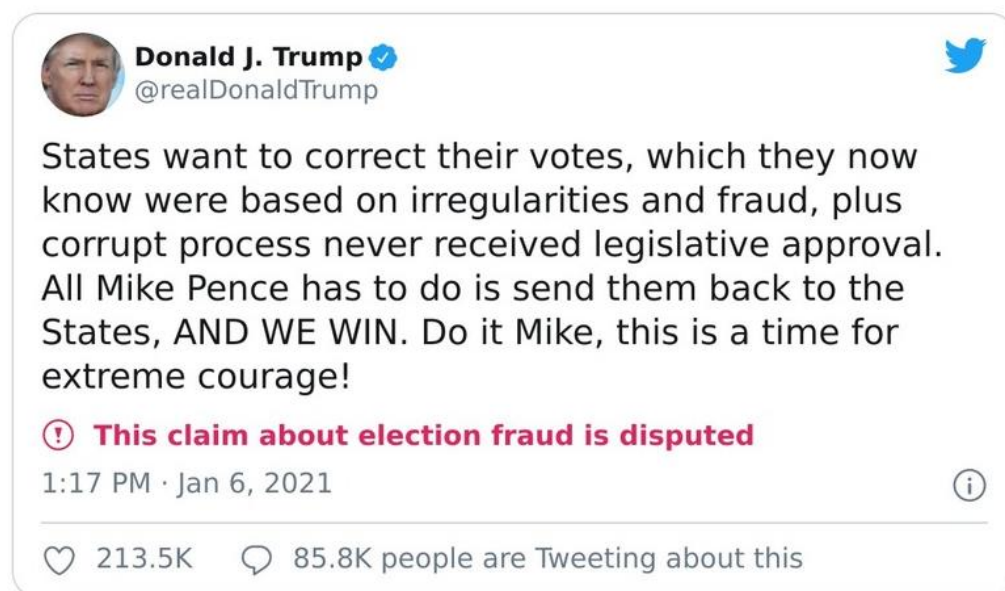 Donald J. Trump
@realDonaldTrump
States want to correct their votes, which they now
know were based on irregularities and fraud, plus
corrupt process never received legislative approval.
All Mike Pence has to do is send them back to the
States, AND WE WIN. Do it Mike, this is a time for
extreme courage!
This claim about election fraud is disputed
1:17 PM · Jan 6, 2021
213.5K 85.8K people are Tweeting about this